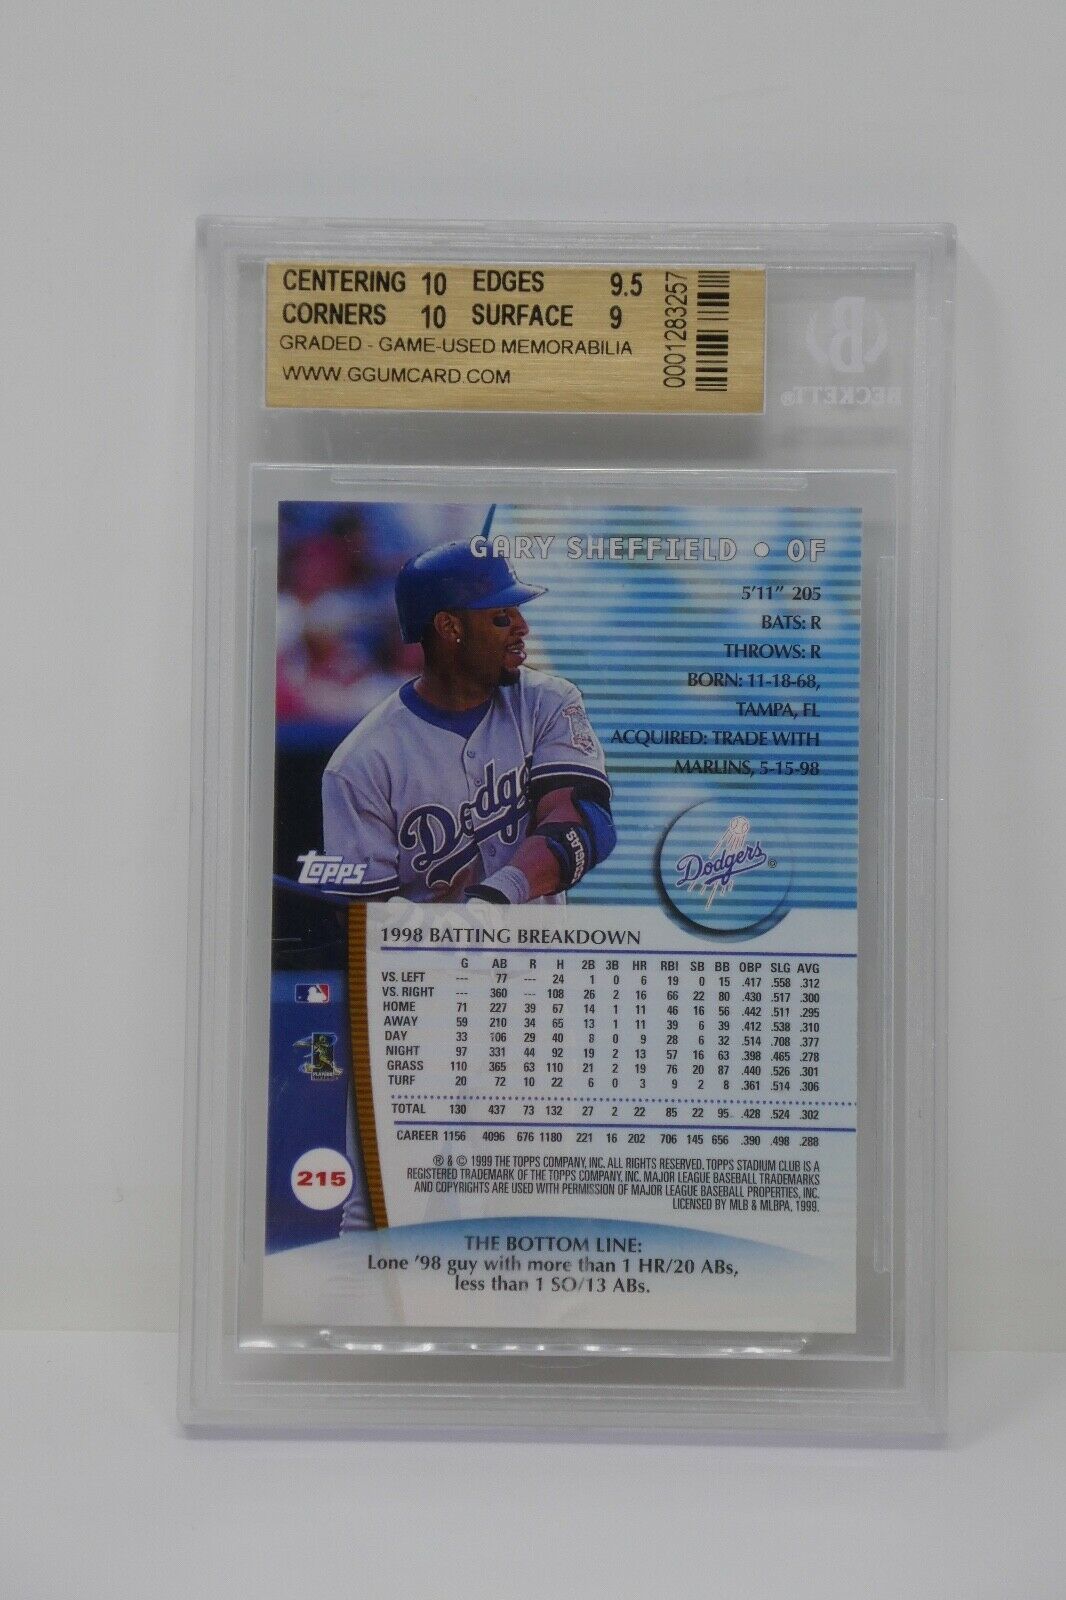 CENTERING 10 EDGES 9.5
CORNERS 10 SURFACE 9
GRADED - GAME-USED MEMORABILIA
WWW.GGUMCARD.COM
0001283257
BECKETT®
GARY SHEFFIELD • OF
5'11" 205
BATS: R
THROWS: R
BORN: 11-18-68,
TAMPA, FL
ACQUIRED: TRADE WITH
MARLINS, 5-15-98
Dodgers
Topps
Dodgers®
1998 BATTING BREAKDOWN
G AB R H 2B 3B HR RBI SB BB OBP SLG AVG
VS. LEFT --- 77 --- 24 1 0 6 19 0 15 .417 .558 .312
VS. RIGHT --- 360 --- 108 26 2 16 66 22 80 .430 .517 .300
HOME 71 227 39 67 14 1 11 46 16 56 .442 .511 .295
AWAY 59 210 34 65 13 1 11 39 6 39 .412 .538 .310
DAY 33 106 29 40 8 0 9 28 6 32 .514 .708 .377
NIGHT 97 331 44 92 19 2 13 57 16 63 .398 .465 .278
GRASS 110 365 63 110 21 2 19 76 20 87 .440 .526 .301
TURF 20 72 10 22 6 0 3 9 2 8 .361 .514 .306
TOTAL 130 437 73 132 27 2 22 85 22 95 .428 .524 .302
CAREER 1156 4096 676 1180 221 16 202 706 145 656 .390 .498 .288
® & © 1999 THE TOPPS COMPANY, INC. ALL RIGHTS RESERVED. TOPPS STADIUM CLUB IS A
REGISTERED TRADEMARK OF THE TOPPS COMPANY, INC. MAJOR LEAGUE BASEBALL TRADEMARKS
AND COPYRIGHTS ARE USED WITH PERMISSION OF MAJOR LEAGUE BASEBALL PROPERTIES, INC.
LICENSED BY MLB & MLBPA, 1999.
215
THE BOTTOM LINE:
Lone '98 guy with more than 1 HR/20 ABs,
less than 1 SO/13 ABs.